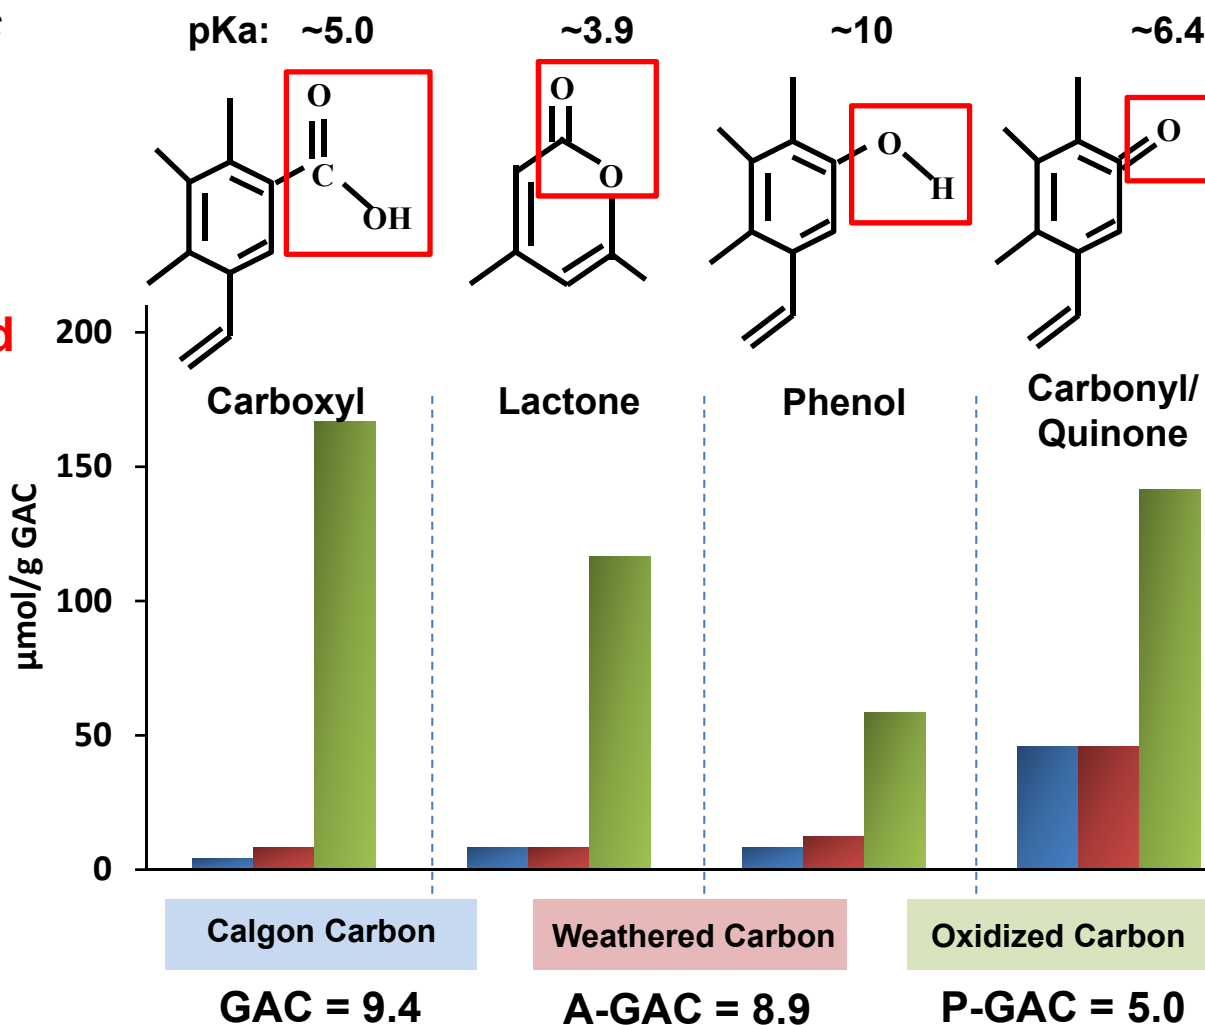 pKa: ~5.0 ~3.9 ~10 ~6.4
O
C
OH
O
O
O
H
O
d
Carboxyl
Lactone
Phenol
Carbonyl/
Quinone
µmol/g GAC
200
150
100
50
0
Calgon Carbon
Weathered Carbon
Oxidized Carbon
GAC = 9.4
A-GAC = 8.9
P-GAC = 5.0